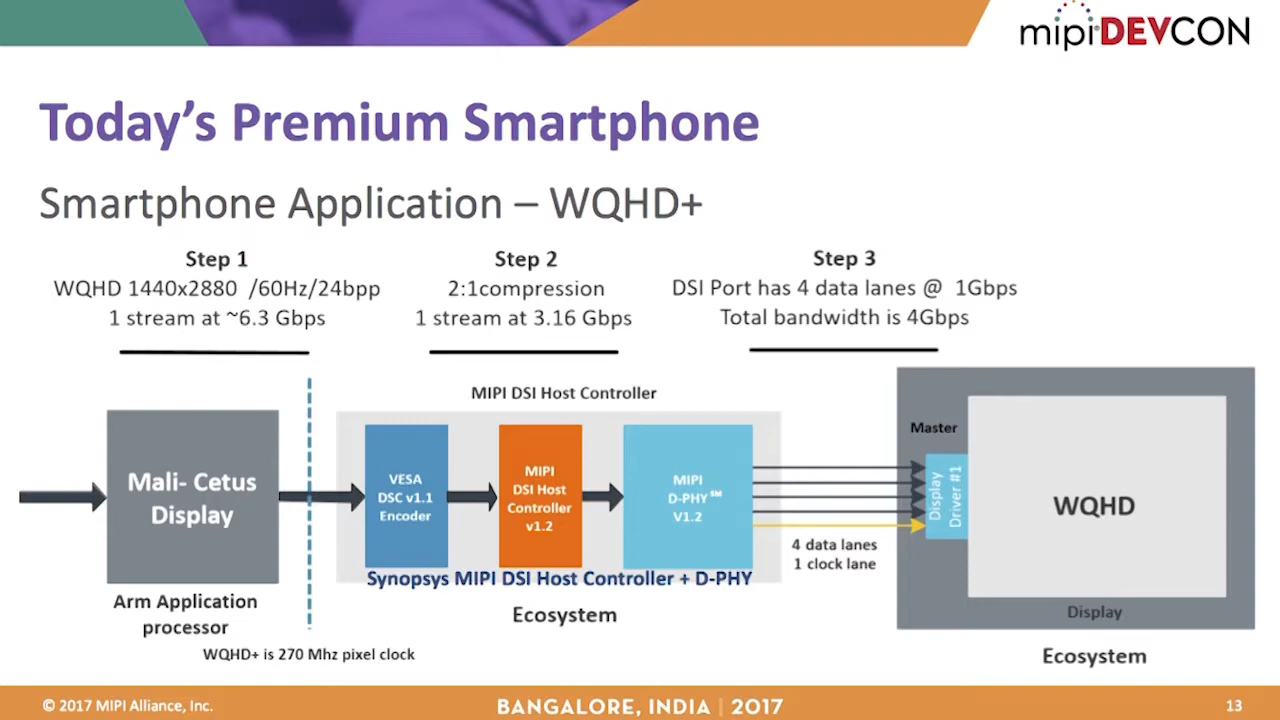 mipi DEVCON
Today's Premium Smartphone
Smartphone Application – WQHD+
Step 1
WQHD 1440x2880 /60Hz/24bpp
1 stream at ~6.3 Gbps
Step 2
2:1compression
1 stream at 3.16 Gbps
Step 3
DSI Port has 4 data lanes @ 1Gbps
Total bandwidth is 4Gbps
MIPI DSI Host Controller
Mali- Cetus
Display
Arm Application
processor
VESA
DSC v1.1
Encoder
MIPI
DSI Host
Controller
v1.2
MIPI
D-PHY℠
V1.2
Synopsys MIPI DSI Host Controller + D-PHY
Ecosystem
WQHD+ is 270 Mhz pixel clock
4 data lanes
1 clock lane
Master
Display
Driver #1
WQHD
Display
Ecosystem
© 2017 MIPI Alliance, Inc.
BANGALORE, INDIA | 2017
13